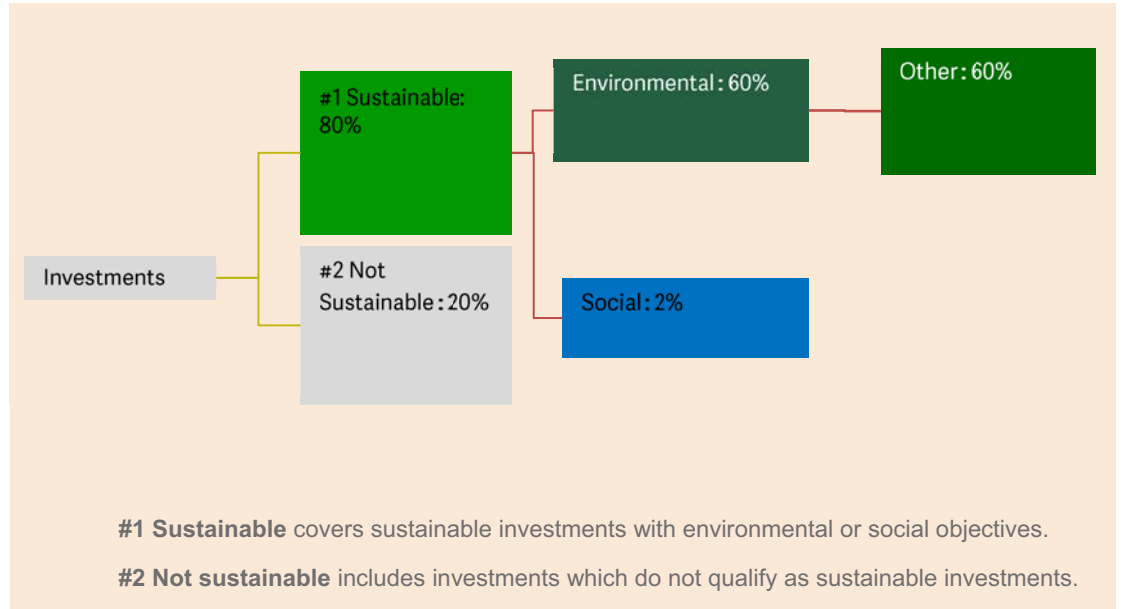 Investments
#1 Sustainable:
80%
#2 Not
Sustainable: 20%
Environmental: 60%
Social: 2%
Other: 60%
#1 Sustainable covers sustainable investments with environmental or social objectives.
#2 Not sustainable includes investments which do not qualify as sustainable investments.